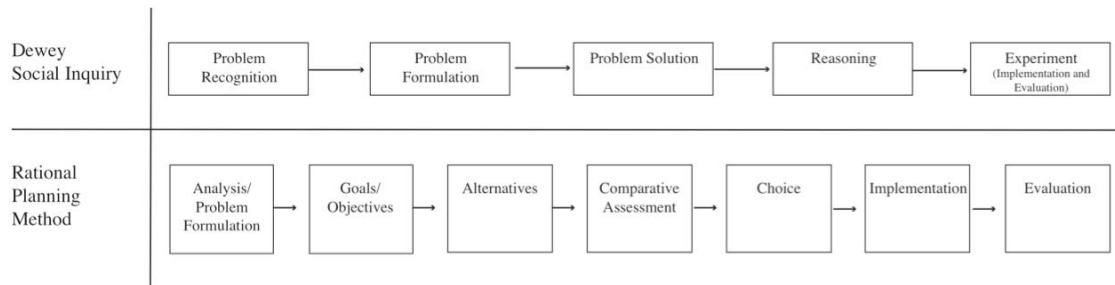 Dewey
Social Inquiry
Problem
Recognition
Problem
Formulation
Problem Solution
Reasoning
Experiment
(Implementation and
Evaluation)
Rational
Planning
Method
Analysis/
Problem
Formulation
Goals/
Objectives
Alternatives
Comparative
Assessment
Choice
Implementation
Evaluation